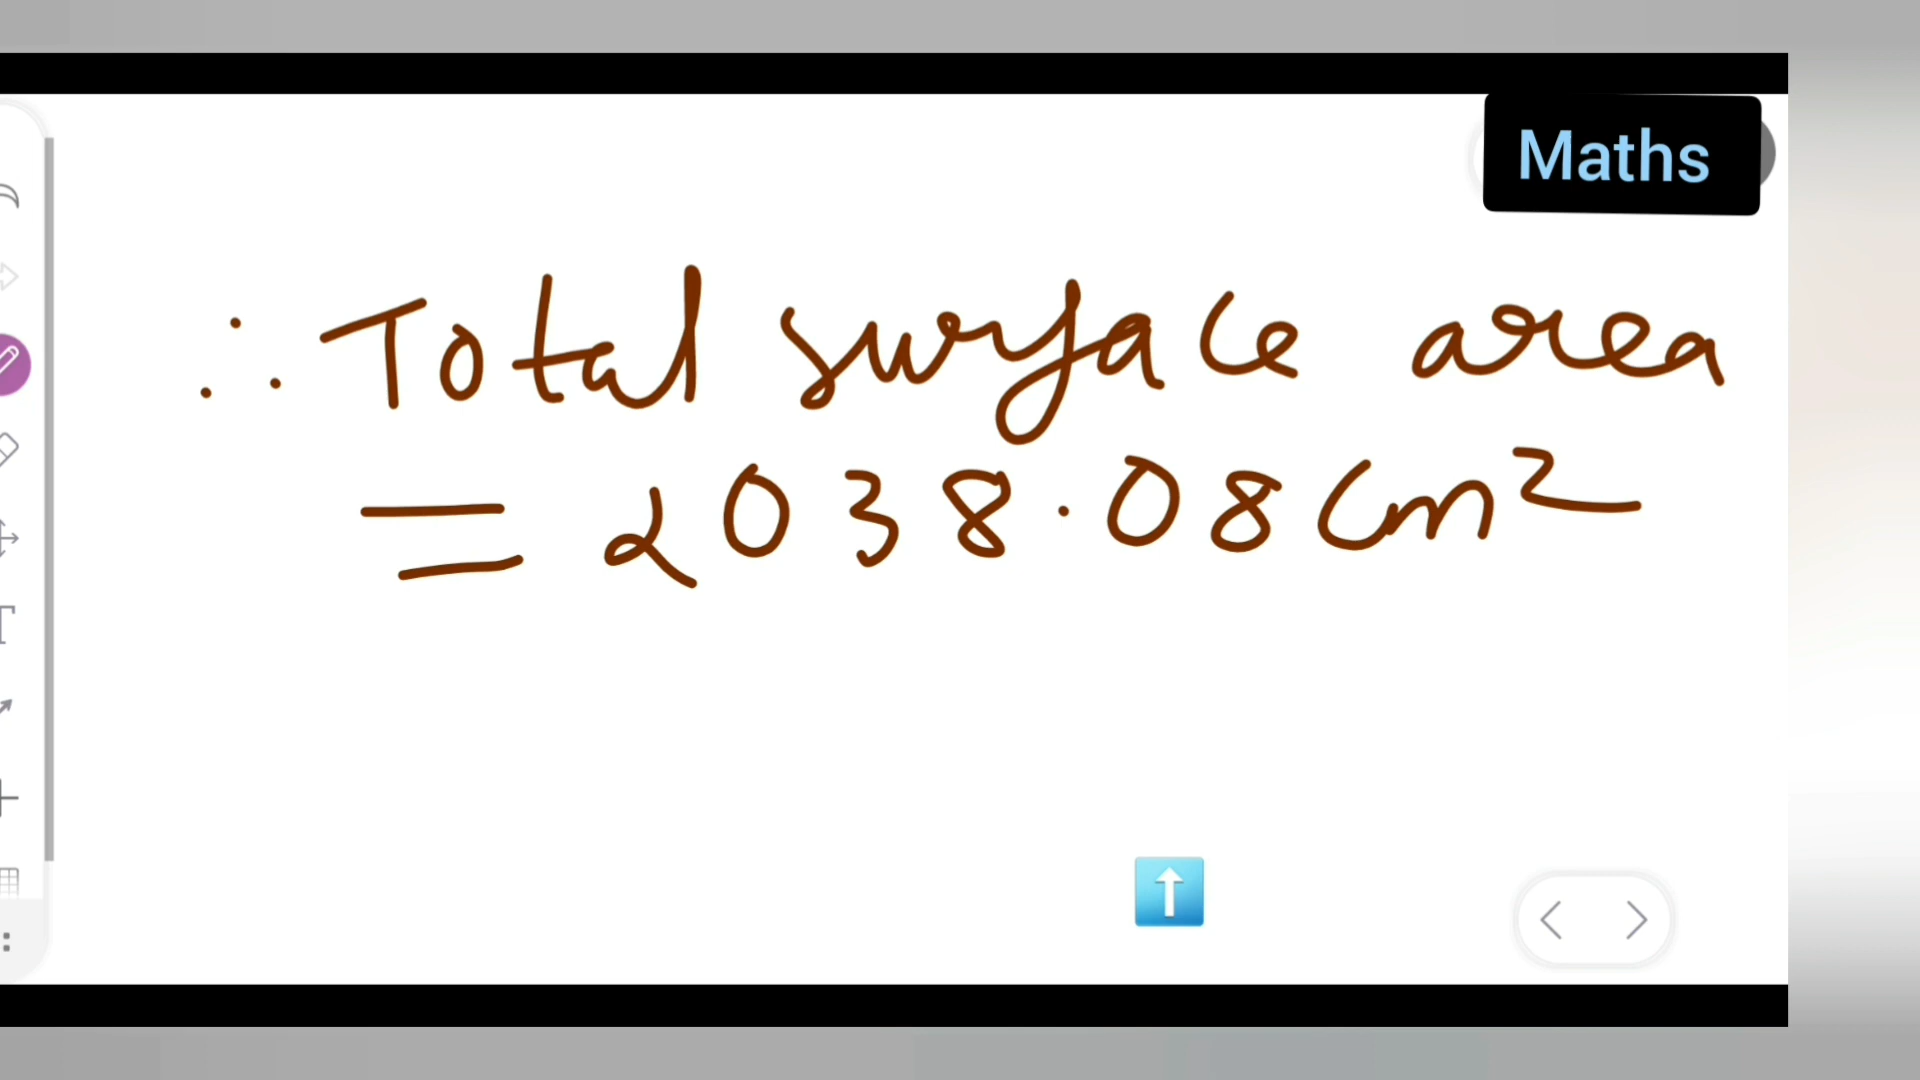 Maths
∴ Total surface area
= 2038.08 cm²